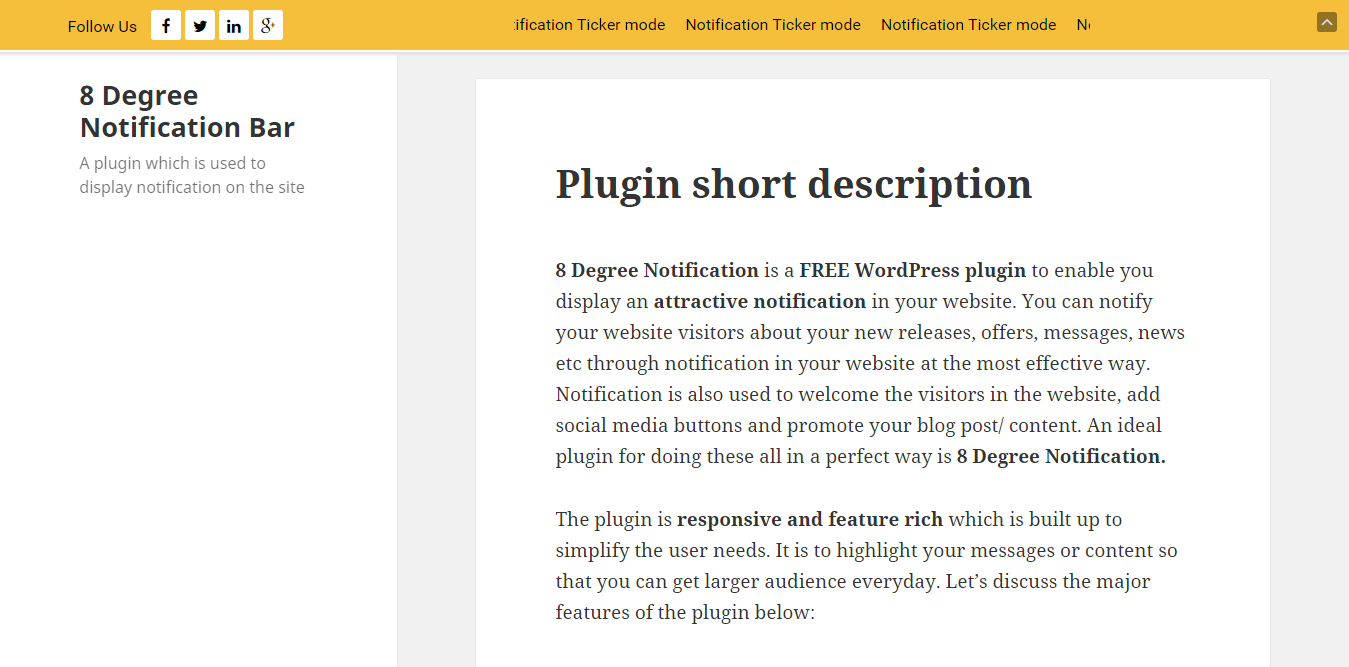 Follow Us
Notification Ticker mode Notification Ticker mode
8 Degree
Notification Bar
A plugin which is used to
display notification on the site
Plugin short description
8 Degree Notification is a FREE WordPress plugin to enable you
display an attractive notification in your website. You can notify
your website visitors about your new releases, offers, messages, news
etc through notification in your website at the most effective way.
Notification is also used to welcome the visitors in the website, add
social media buttons and promote your blog post/ content. An ideal
plugin for doing these all in a perfect way is 8 Degree Notification.
The plugin is responsive and feature rich which is built up to
simplify the user needs. It is to highlight your messages or content so
that you can get larger audience everyday. Let’s discuss the major
features of the plugin below: